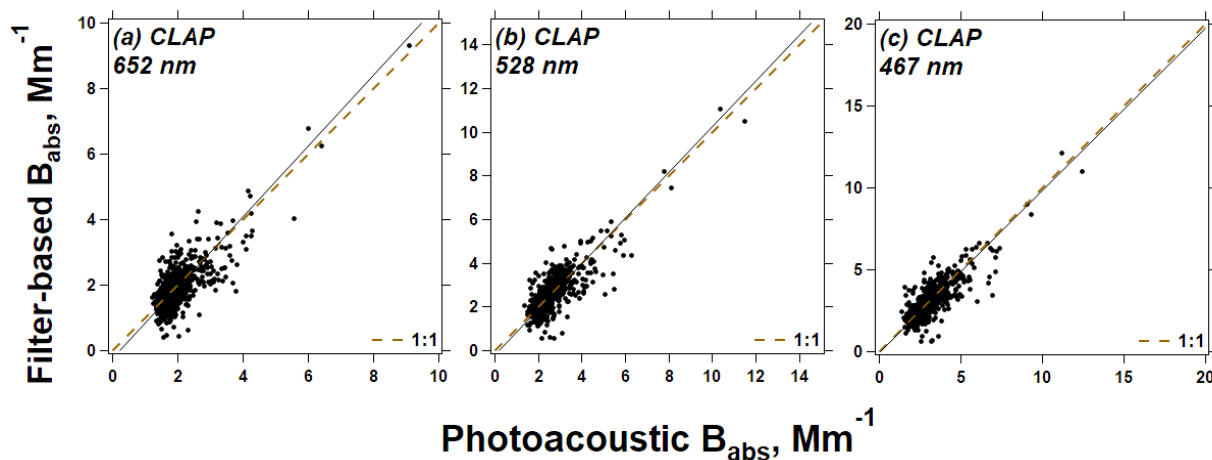 Filter-based Babs, Mm-1
(a) CLAP
652 nm
10
8
6
4
2
0
0 2 4 6 8 10
1:1
(b) CLAP
528 nm
14
12
10
8
6
4
2
0
0 2 4 6 8 10 12 14
1:1
(c) CLAP
467 nm
20
15
10
5
0
0 5 10 15 20
1:1
Photoacoustic Babs, Mm-1